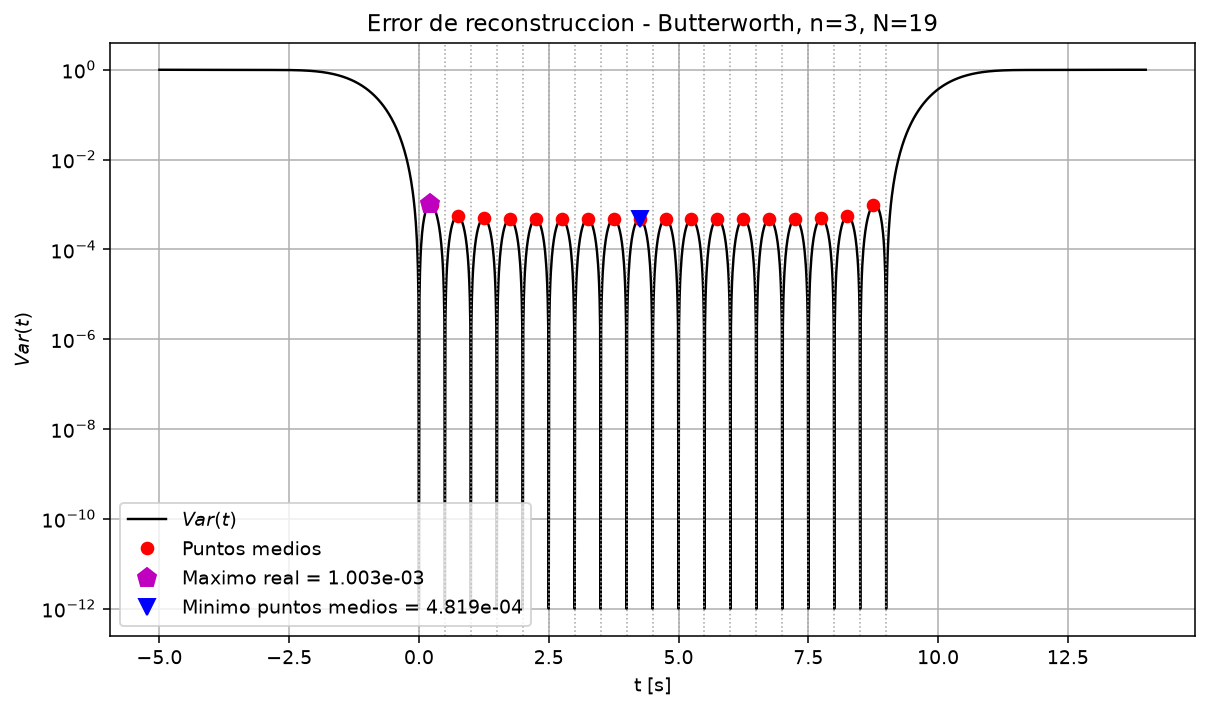 Error de reconstruccion - Butterworth, n=3, N=19
Var(t)
10⁰
10⁻²
10⁻⁴
10⁻⁶
10⁻⁸
10⁻¹⁰
10⁻¹²
Var(t)
Puntos medios
Maximo real = 1.003e-03
Minimo puntos medios = 4.819e-04
−5.0 −2.5 0.0 2.5 5.0 7.5 10.0 12.5
t [s]